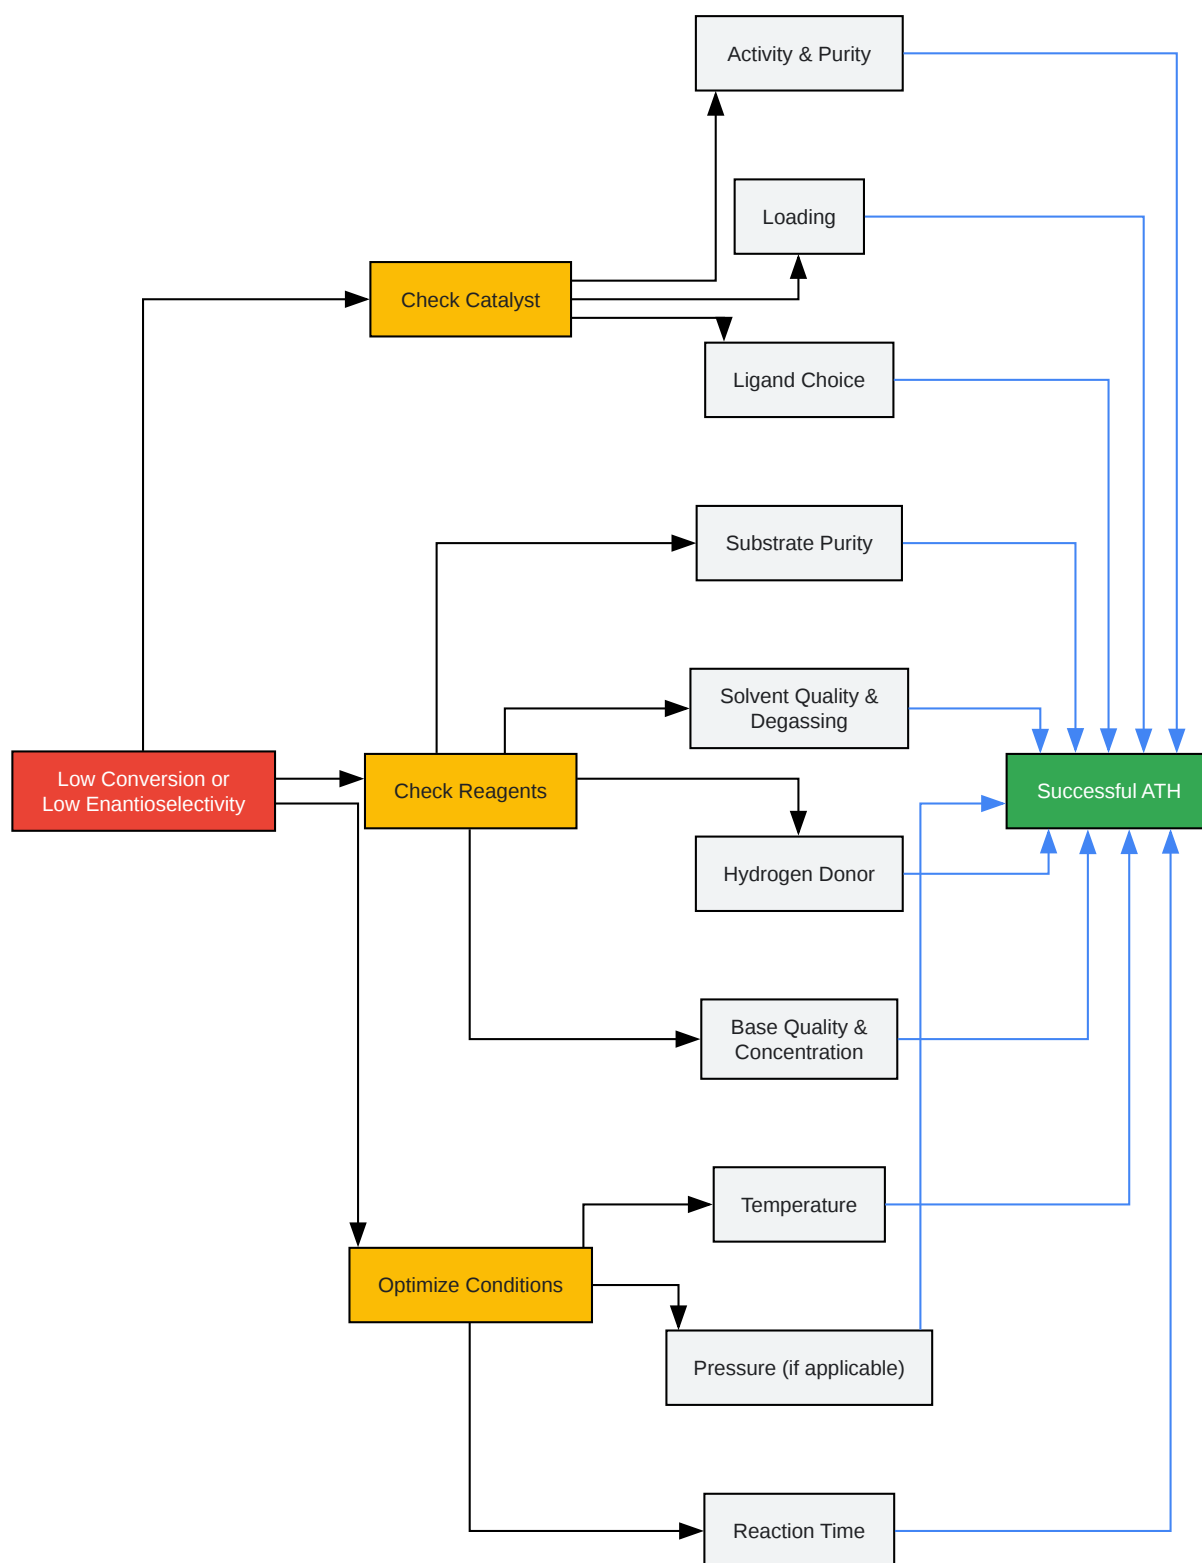 Activity & Purity
Loading
Check Catalyst
Ligand Choice
Substrate Purity
Solvent Quality &
Degassing
Low Conversion or
Low Enantioselectivity
Check Reagents
Successful ATH
Hydrogen Donor
Base Quality &
Concentration
Temperature
Optimize Conditions
Pressure (if applicable)
Reaction Time